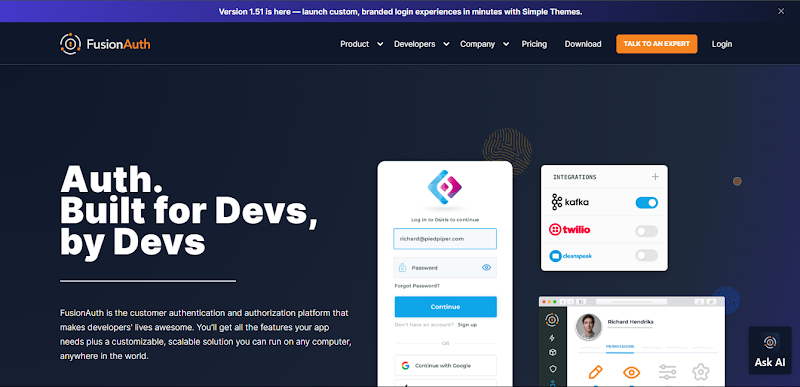 Version 1.51 is here — launch custom, branded login experiences in minutes with Simple Themes.
FusionAuth
Product
Developers
Company
Pricing
Download
TALK TO AN EXPERT
Login
Auth.
Built for Devs,
by Devs
FusionAuth is the customer authentication and authorization platform that
makes developers' lives awesome. You'll get all the features your app
needs plus a customizable, scalable solution you can run on any computer,
anywhere in the world.
Log in to Osiris to continue
richard@piedpiper.com
Password
Forgot Password?
Continue
Don't have an account? Sign up
OR
Continue with Google
INTEGRATIONS
kafka
twilio
cleanspeak
Richard Hendriks
PERMISSIONS
Ask AI